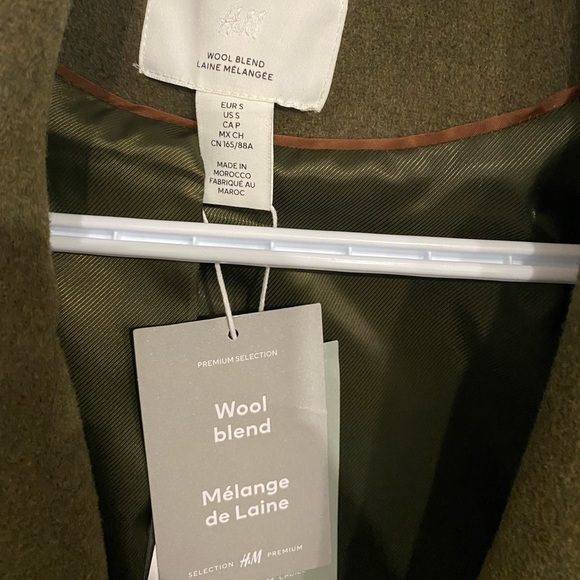 H&M
WOOL BLEND
LAINE MÉLANGÉE
EUR S
US S
CA P
MX CH
CN 165/88A
MADE IN
MOROCCO
FABRIQUÉ AU
MAROC
PREMIUM SELECTION
Wool
blend
Mélange
de Laine
SÉLECTION H&M PREMIUM